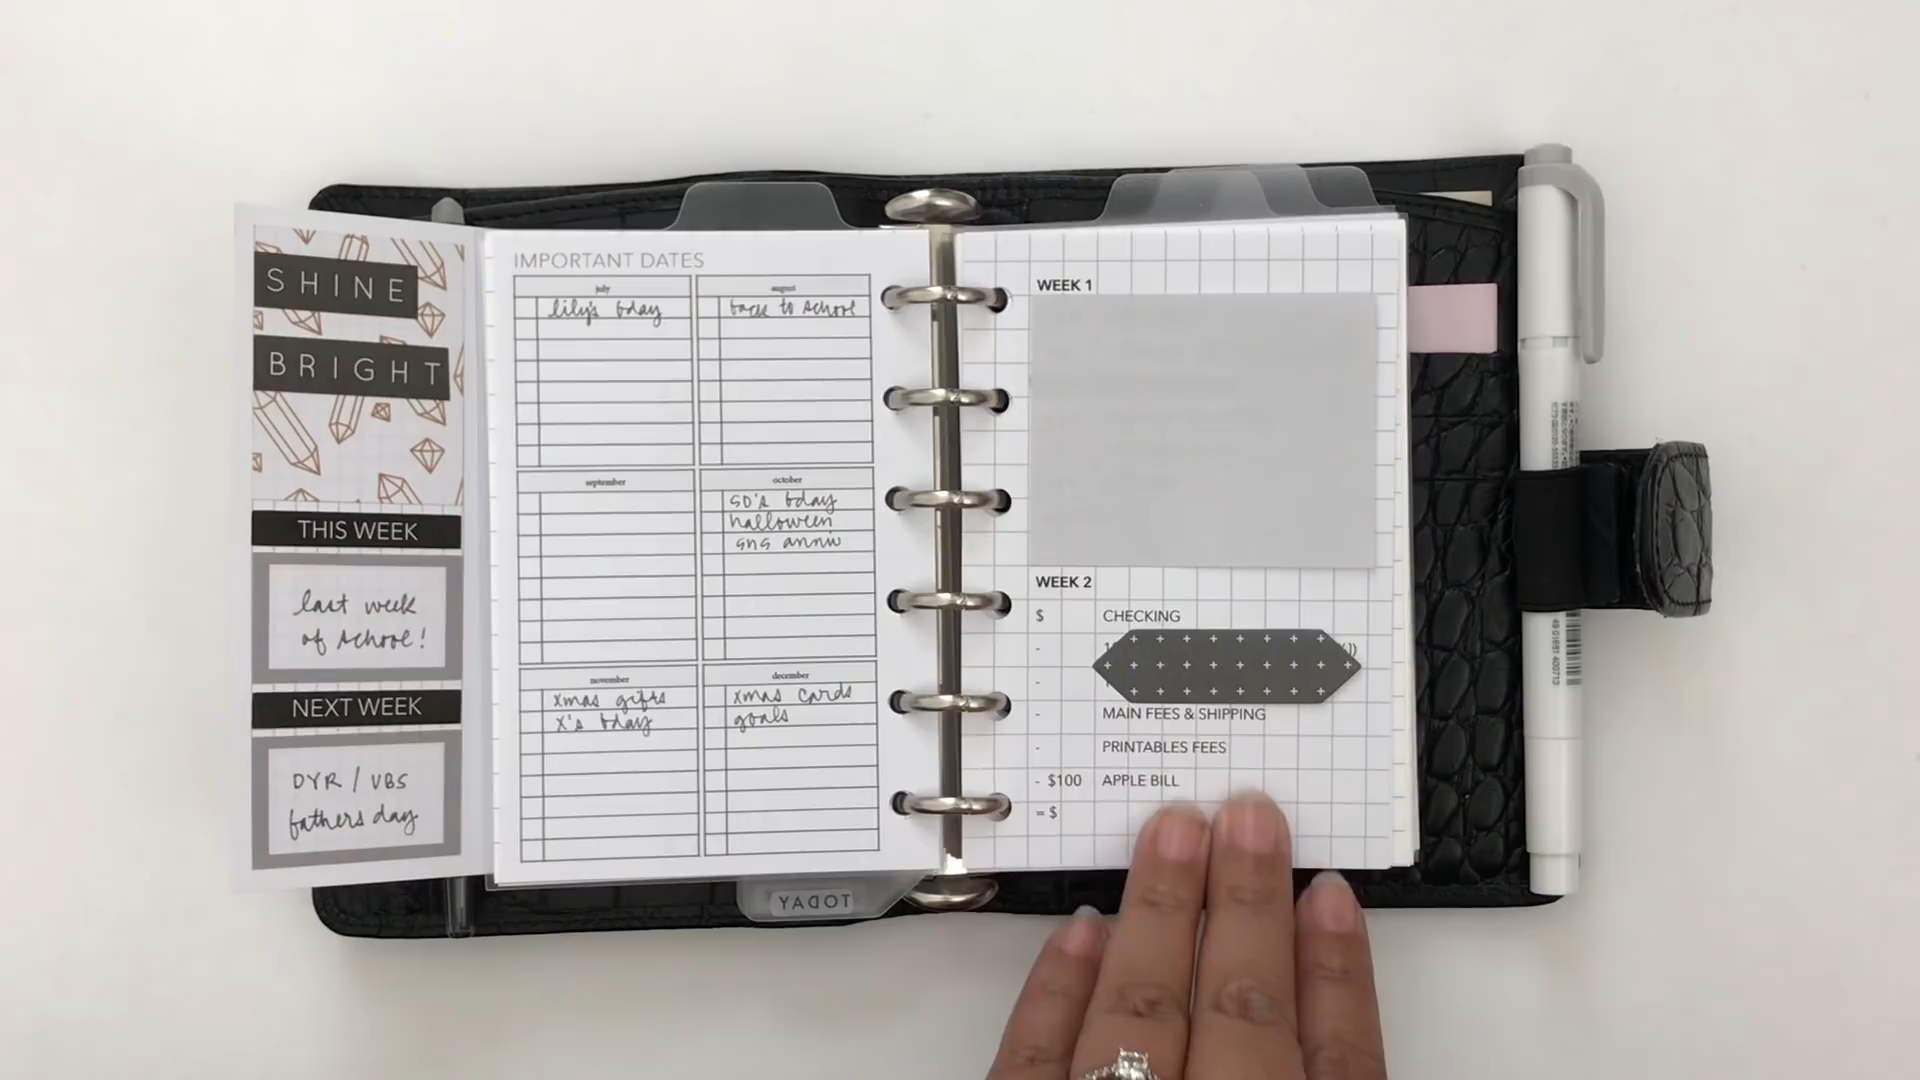 SHINE
BRIGHT
THIS WEEK
last week
of school!
NEXT WEEK
DYR / VBS
fathers day
IMPORTANT DATES
july
lily's bday
august
back to school
september
october
SO's bday
halloween
sns anniv
november
xmas gifts
X's bday
december
xmas cards
goals
TODAY
WEEK 1
WEEK 2
$ CHECKING
-
-
- MAIN FEES & SHIPPING
- PRINTABLES FEES
- $100 APPLE BILL
= $